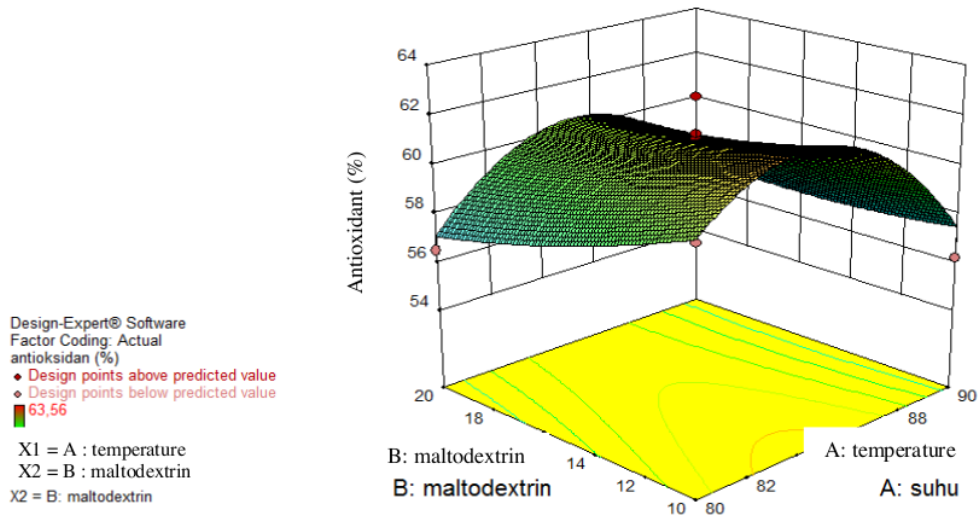 64
62
60
58
56
54
Antioxidant (%)
Design-Expert® Software
Factor Coding: Actual
antioksidan (%)
Design points above predicted value
Design points below predicted value
63,56
X1 = A : temperature
X2 = B : maltodextrin
X2 = B: maltodextrin
20
18
14
12
10
80
82
88
90
B: maltodextrin
B: maltodextrin
A: temperature
A: suhu